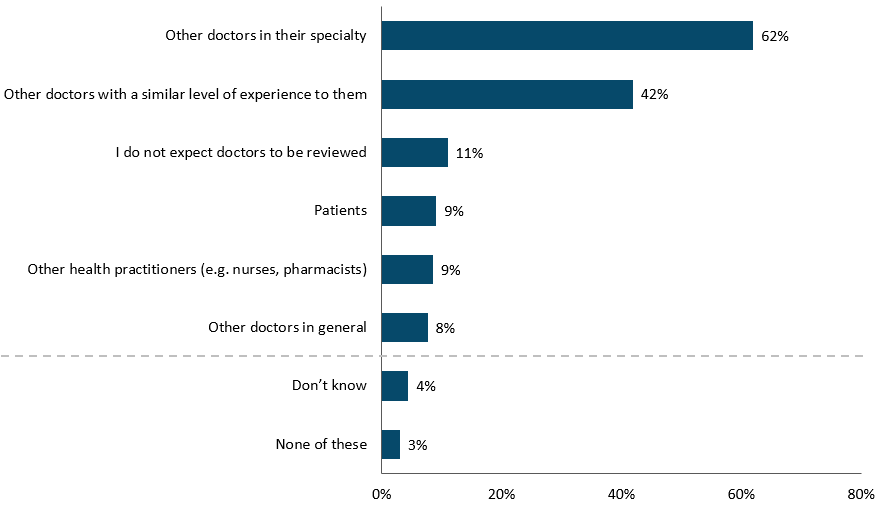 Other doctors in their specialty 62%
Other doctors with a similar level of experience to them 42%
I do not expect doctors to be reviewed 11%
Patients 9%
Other health practitioners (e.g. nurses, pharmacists) 9%
Other doctors in general 8%
Don’t know 4%
None of these 3%
0% 20% 40% 60% 80%